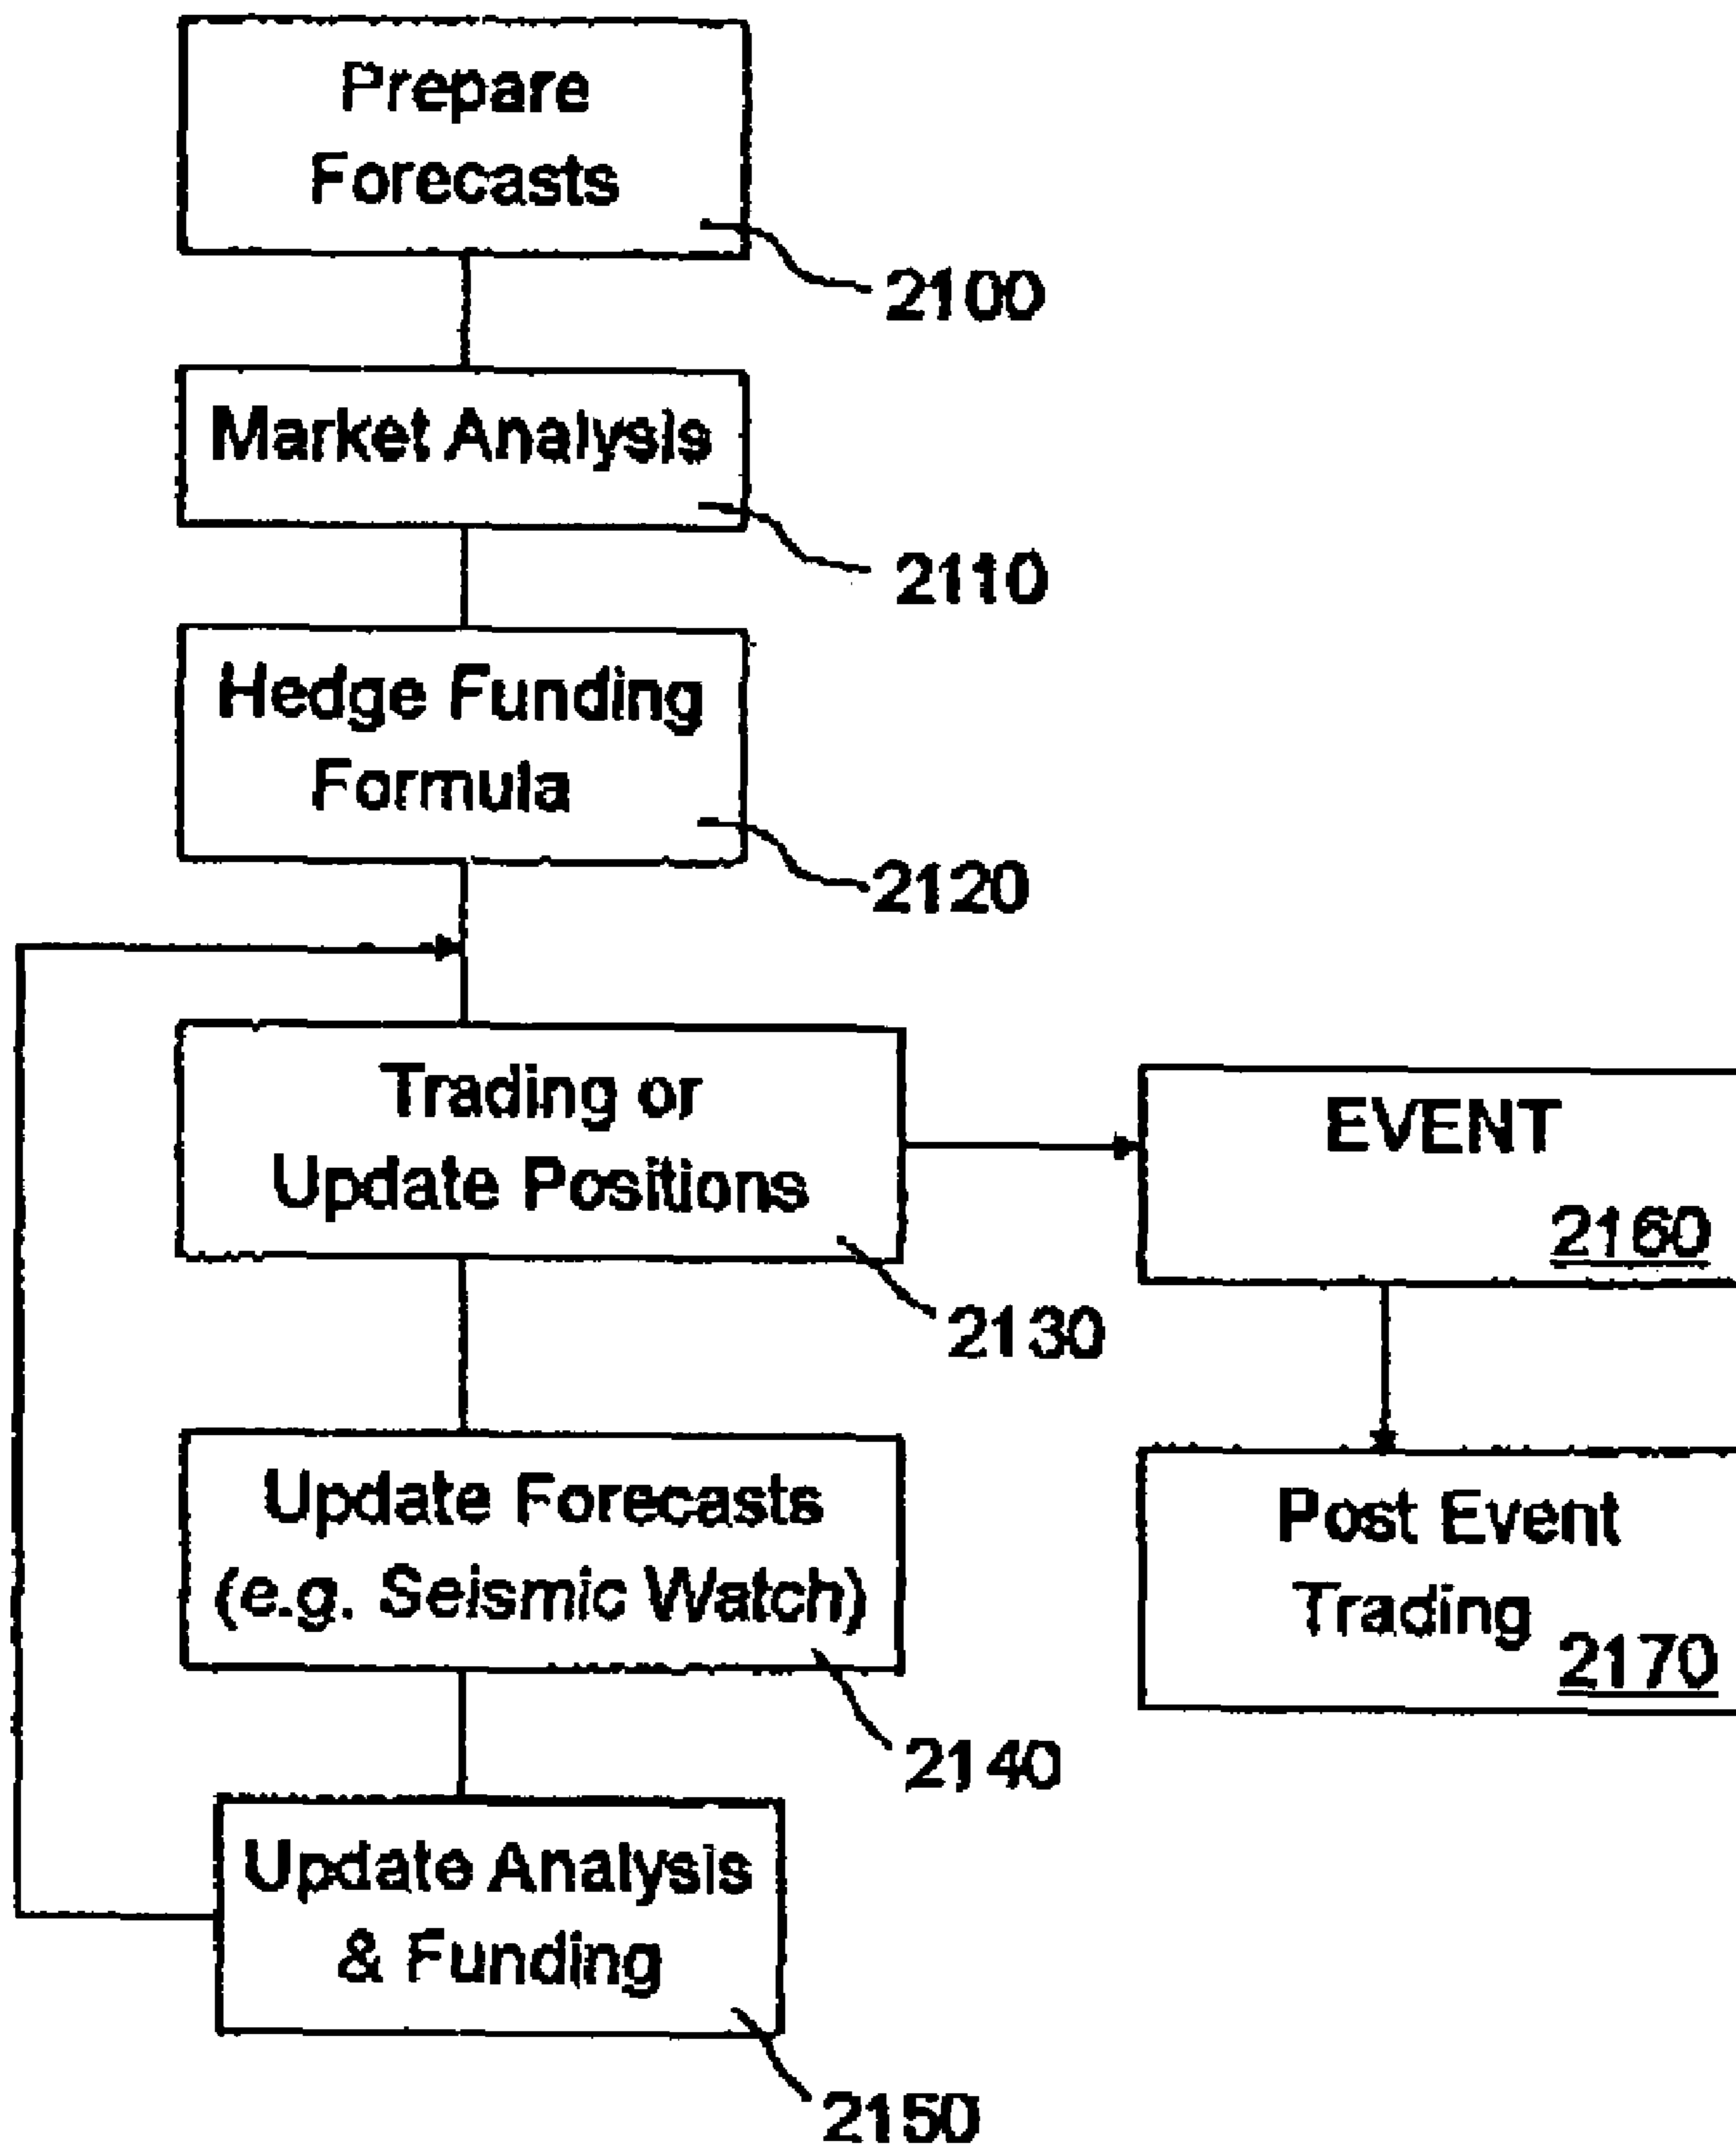 Prepare
Forecasts
2100
Market Analysis
2110
Hedge Funding
Formula
2120
Trading or
Update Positions
2130
EVENT
2160
Update Forecasts
(e.g. Seismic Watch)
2140
Post Event
Trading
2170
Update Analysis
& Funding
2150